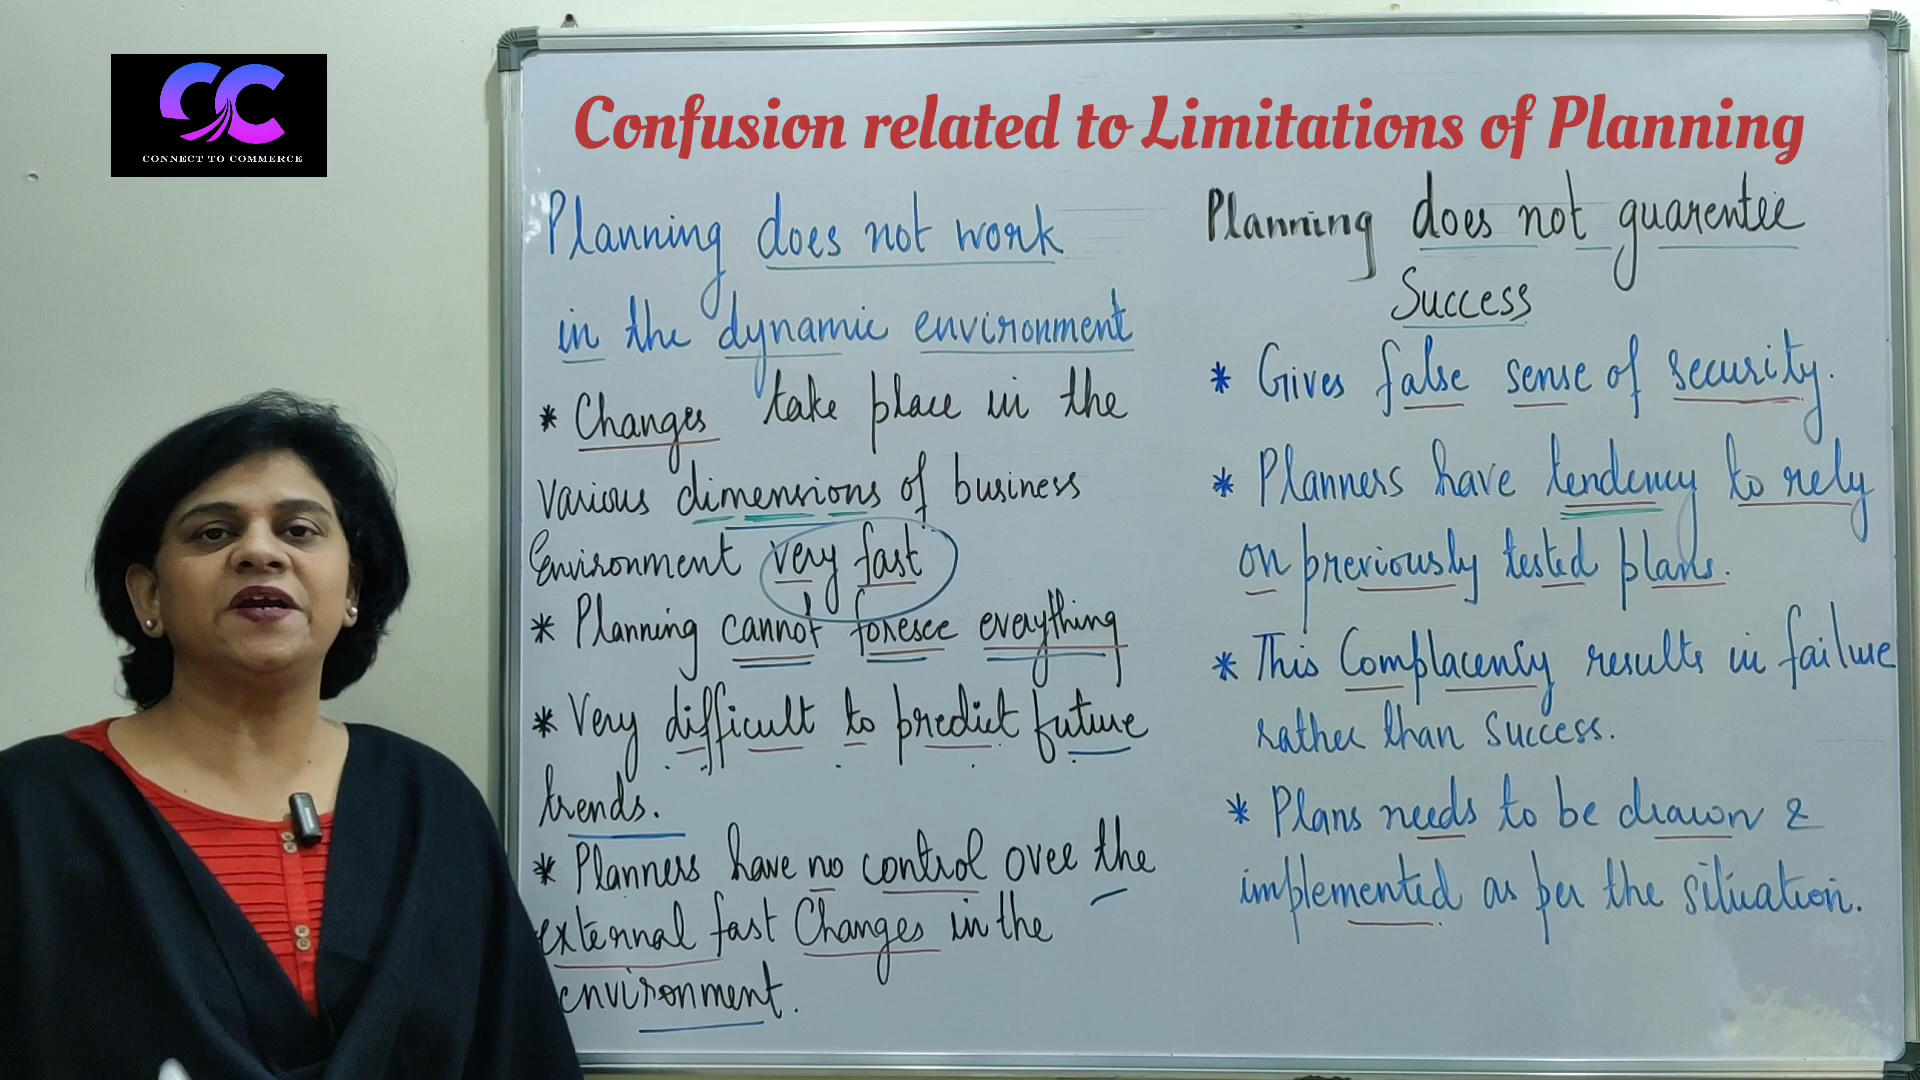 CC
CONNECT TO COMMERCE
Confusion related to Limitations of Planning
Planning does not work
in the dynamic environment
* Changes take place in the
various dimensions of business
Environment very fast
* Planning cannot foresee everything
* Very difficult to predict future
trends.
* Planners have no control over the
external fast Changes in the
environment.
Planning does not guarentee
Success
* Gives false sense of security.
* Planners have tendency to rely
on previously tested plans.
* This Complacency results in failure
rather than success.
* Plans needs to be drawn &
implemented as per the situation.